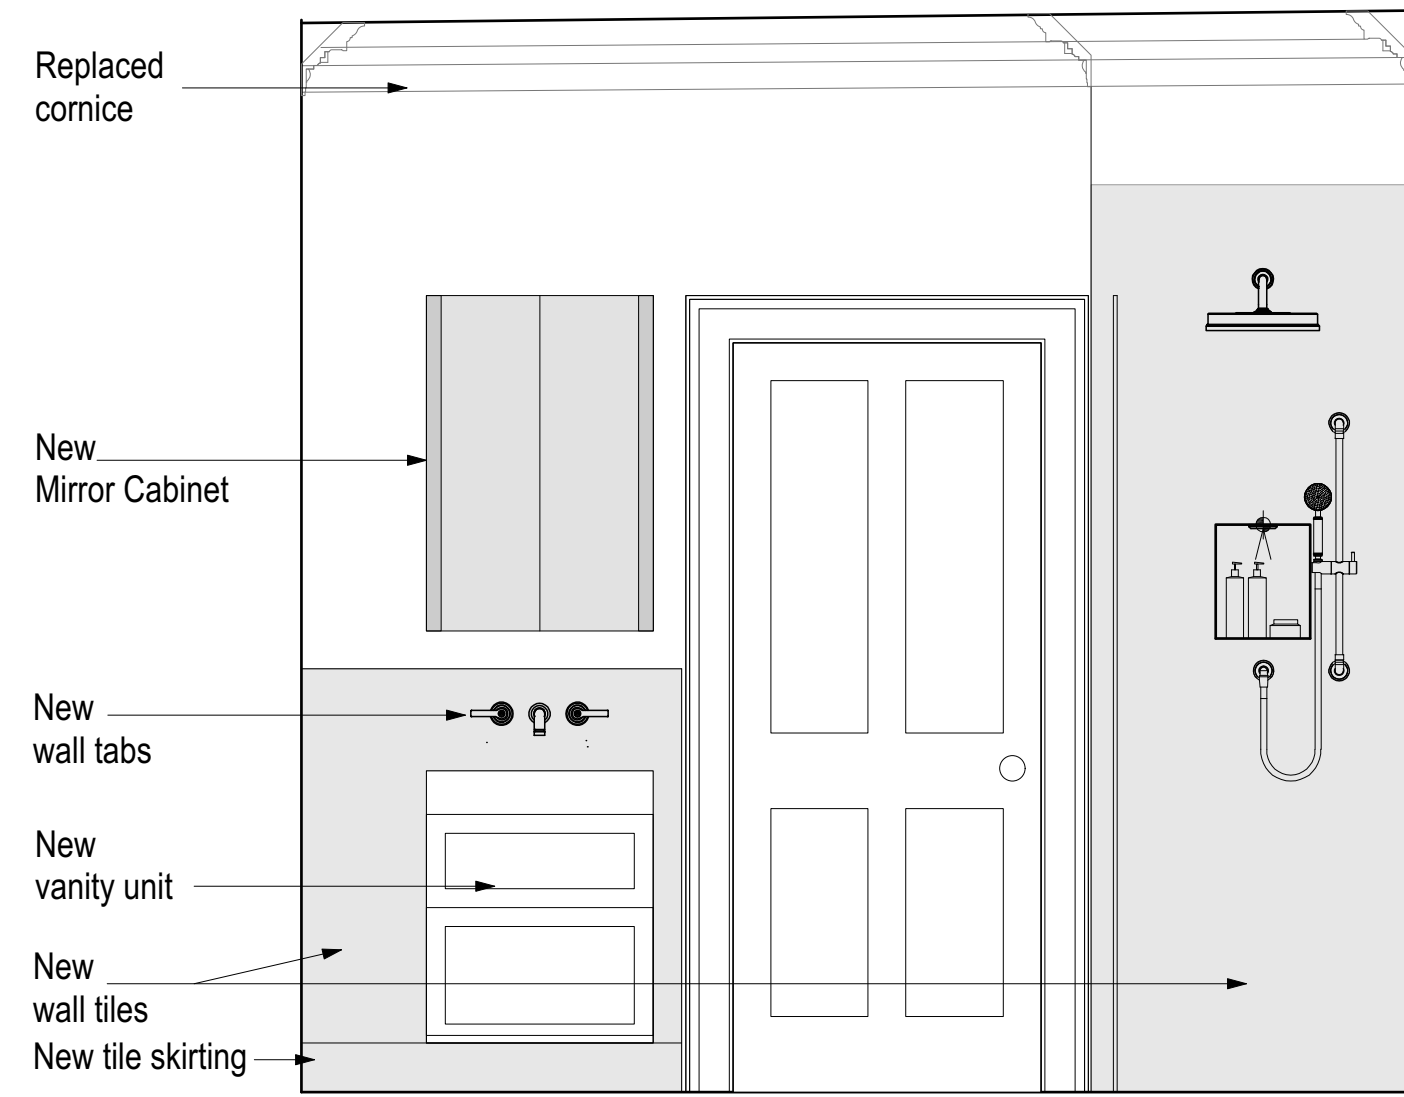 Replaced
cornice
New
Mirror Cabinet
New
wall tabs
New
vanity unit
New
wall tiles
New tile skirting